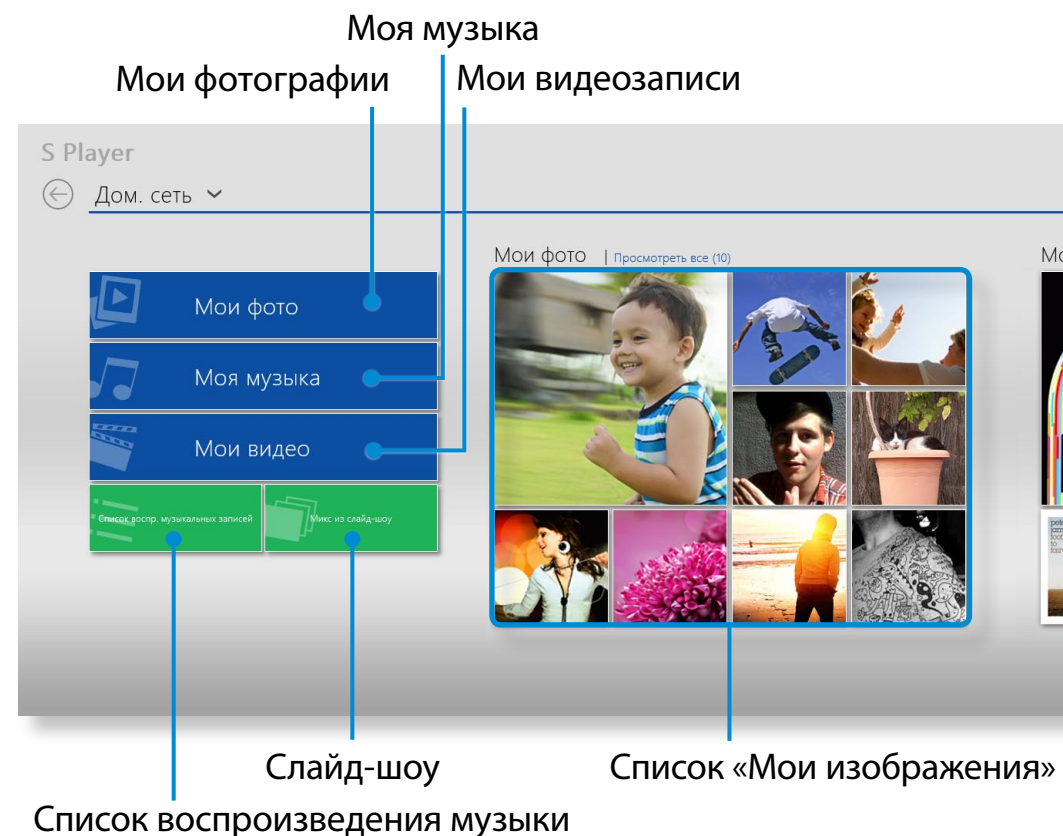 Моя музыка
Мои фотографии
Мои видеозаписи
S Player
Дом. сеть
Мои фото | Просмотреть все (10)
Мои фото
Моя музыка
Мои видео
Список воспр. музыкальных записей
Микс из слайд-шоу
Слайд-шоу
Список «Мои изображения»
Список воспроизведения музыки